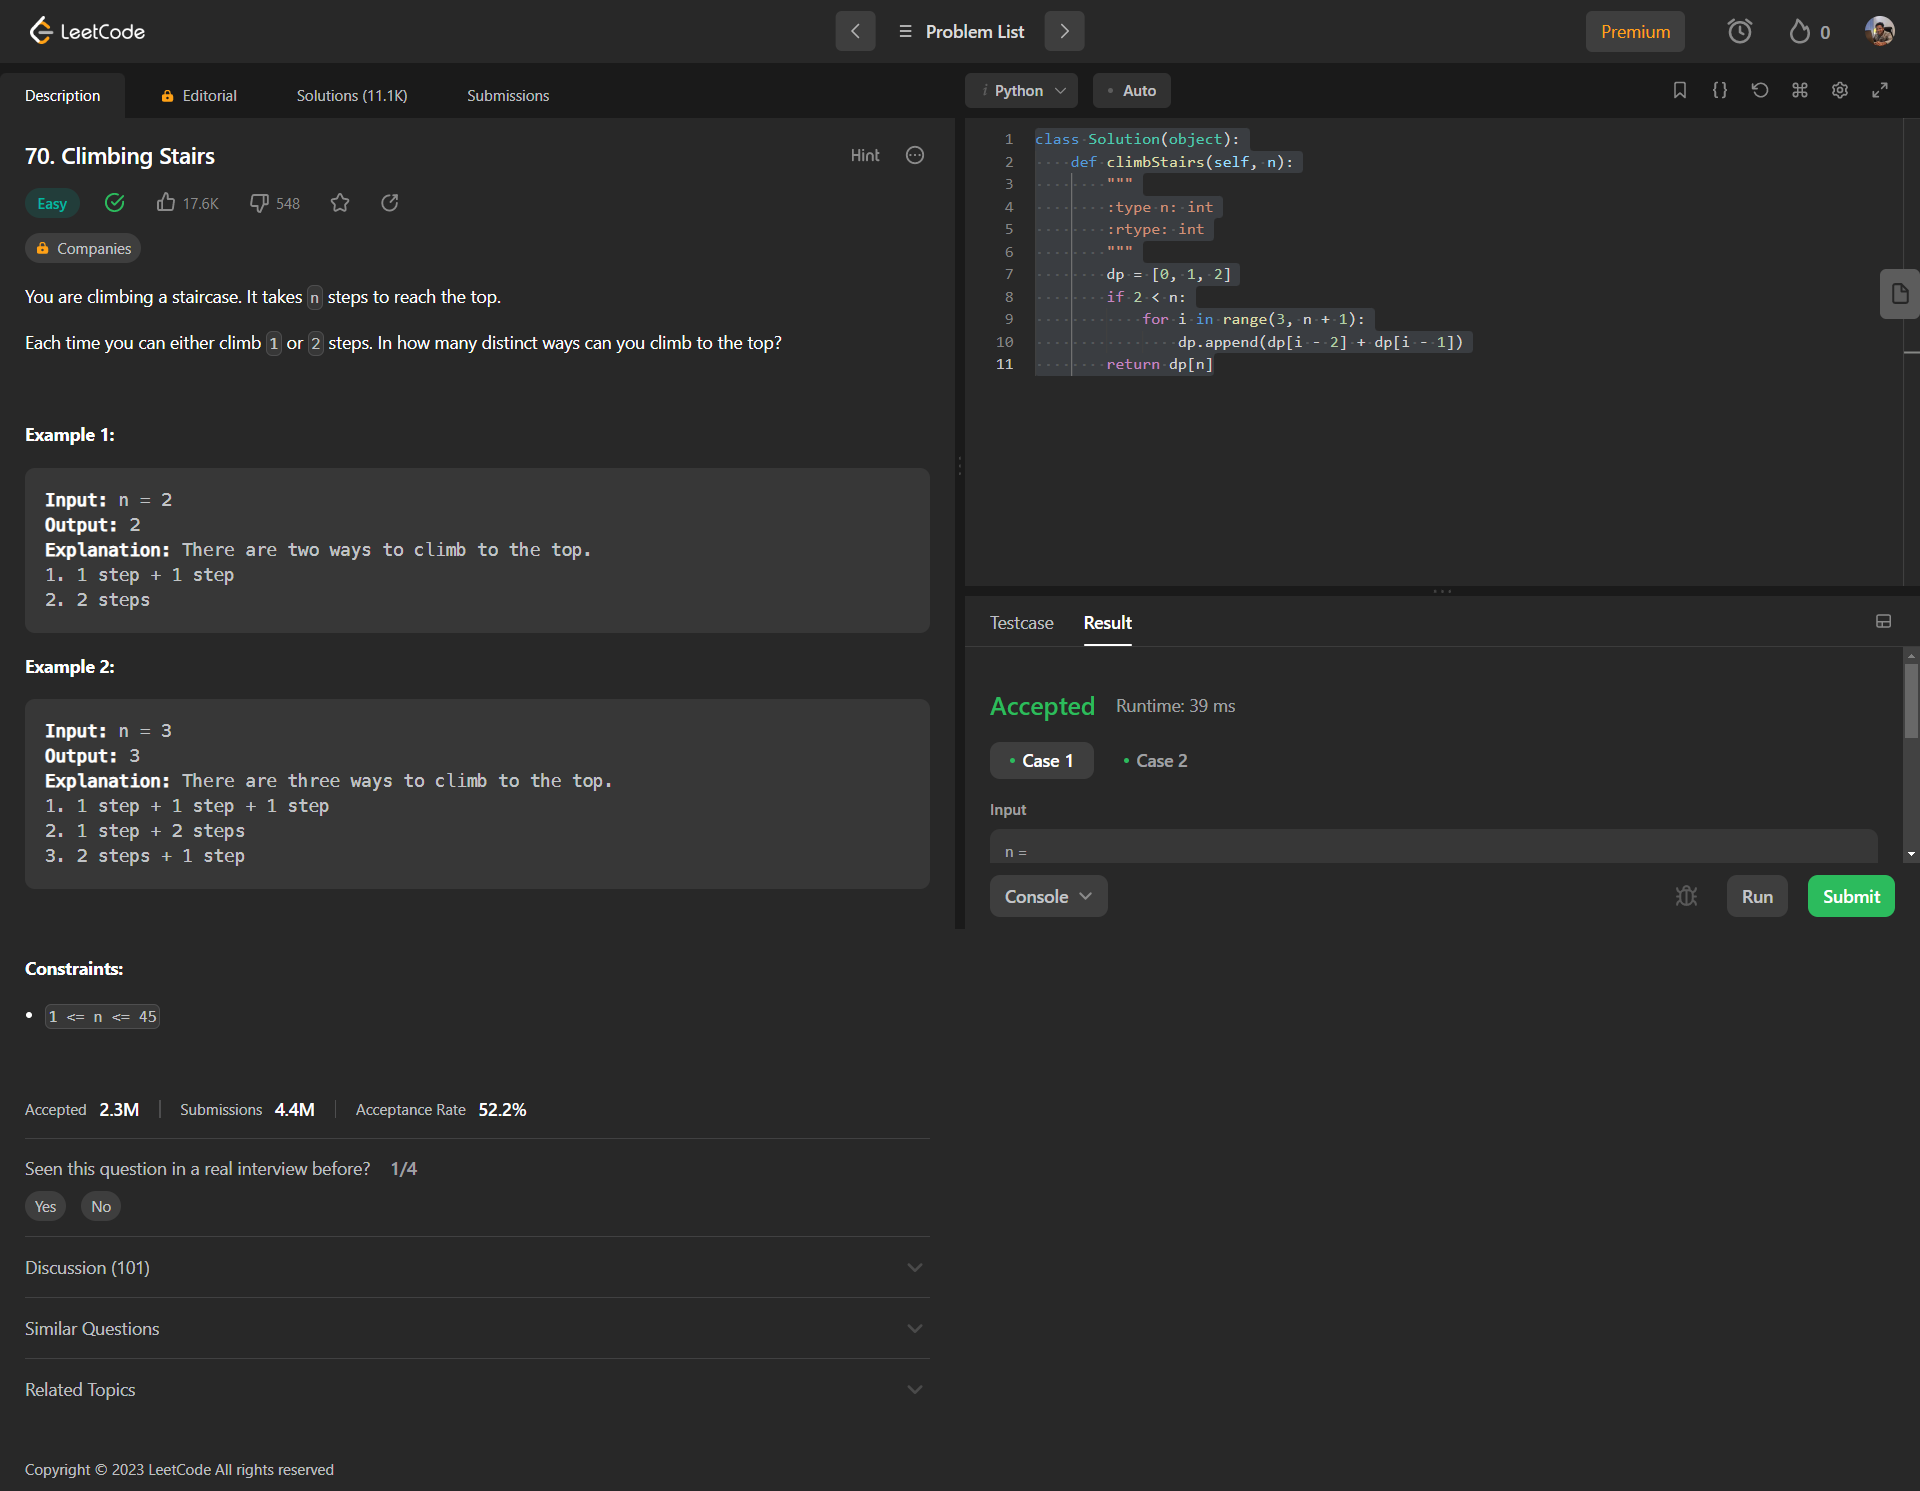 LeetCode
Problem List
Premium
0
Description
Editorial
Solutions (11.1K)
Submissions
70. Climbing Stairs
Hint
Easy
17.6K
548
Companies
You are climbing a staircase. It takes n steps to reach the top.
Each time you can either climb 1 or 2 steps. In how many distinct ways can you climb to the top?
Example 1:
Input: n = 2
Output: 2
Explanation: There are two ways to climb to the top.
1. 1 step + 1 step
2. 2 steps
Example 2:
Input: n = 3
Output: 3
Explanation: There are three ways to climb to the top.
1. 1 step + 1 step + 1 step
2. 1 step + 2 steps
3. 2 steps + 1 step
Constraints:
• 1 <= n <= 45
Accepted 2.3M
Submissions 4.4M
Acceptance Rate 52.2%
Seen this question in a real interview before? 1/4
Yes
No
Discussion (101)
Similar Questions
Related Topics
Copyright © 2023 LeetCode All rights reserved
i Python
Auto
{}
1 class Solution(object):
2     def climbStairs(self, n):
3         """
4         :type n: int
5         :rtype: int
6         """
7         dp = [0, 1, 2]
8         if 2 < n:
9             for i in range(3, n + 1):
10                 dp.append(dp[i - 2] + dp[i - 1])
11         return dp[n]
Testcase
Result
Accepted
Runtime: 39 ms
• Case 1
• Case 2
Input
n =
Console
Run
Submit